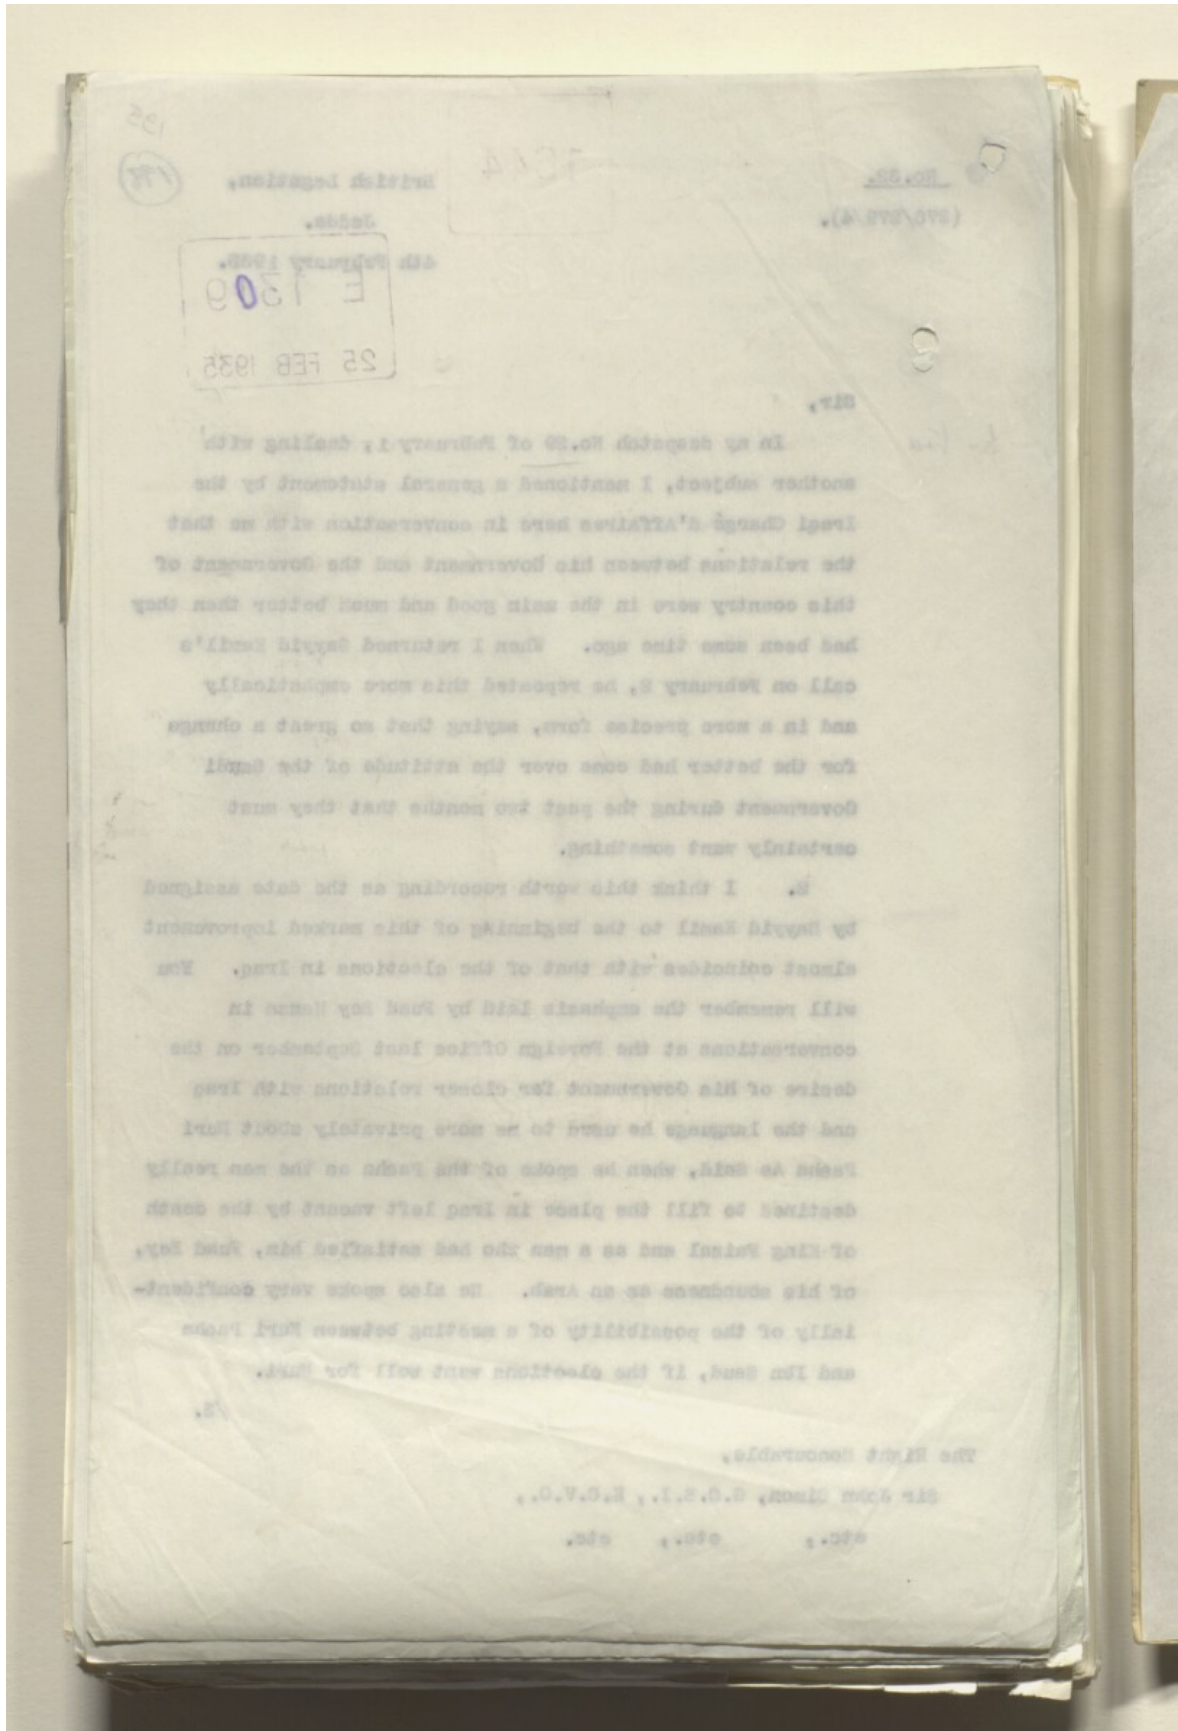 195
178
No.32.
British Legation,
(370/279/4).
Jedda.
4th February 1935.
E 1309
25 FEB 1935
Sir,
In my despatch No.29 of February 1, dealing with
another subject, I mentioned a general statement by the
Iraqi Chargé d'Affaires here in conversation with me that
the relations between his Government and the Government of
this country were in the main good and much better then they
had been some time ago. When I returned Sayyid Kamil's
call on February 2, he repeated this more emphatically
and in a more precise form, saying that so great a change
for the better had come over the attitude of the Saudi
Government during the past two months that they must
certainly want something.
2. I think this worth recording as the date assigned
by Sayyid Kamil to the beginning of this marked improvement
almost coincides with that of the elections in Iraq. You
will remember the emphasis laid by Fuad Bey Hamza in
conversations at the Foreign Office last September on the
desire of his Government for closer relations with Iraq
and the language he used to me more privately about Nuri
Pasha As Said, when he spoke of the Pasha as the man really
destined to fill the place in Iraq left vacant by the death
of King Faisal and as a man who had satisfied him, Fuad Bey,
of his soundness as an Arab. He also spoke very confident-
ially of the possibility of a meeting between Nuri Pasha
and Ibn Saud, if the elections went well for Nuri.
The Right Honourable,
Sir John Simon, G.C.S.I., K.C.V.O.,
etc., etc., etc.